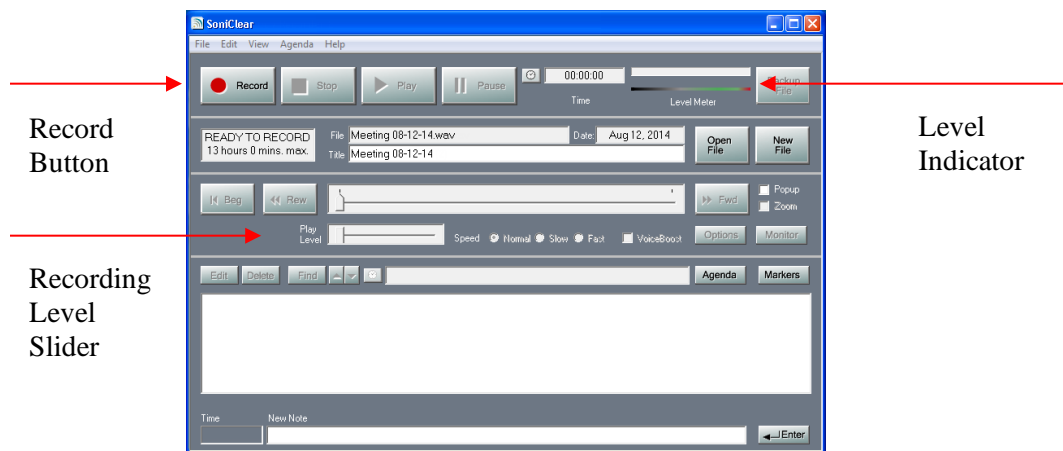 SoniClear
File Edit View Agenda Help
Record Stop Play Pause 00:00:00 Backup File
Time Level Meter
Record
Button
Level
Indicator
READY TO RECORD
13 hours 0 mins. max.
File Meeting 08-12-14.wav Date: Aug 12, 2014
Title Meeting 08-12-14
Open File
New File
Beg Rew Fwd Popup
Zoom
Play Level Speed Normal Slow Fast VoiceBoost Options Monitor
Recording
Level
Slider
Edit Delete Find Agenda Markers
Time New Note
Enter